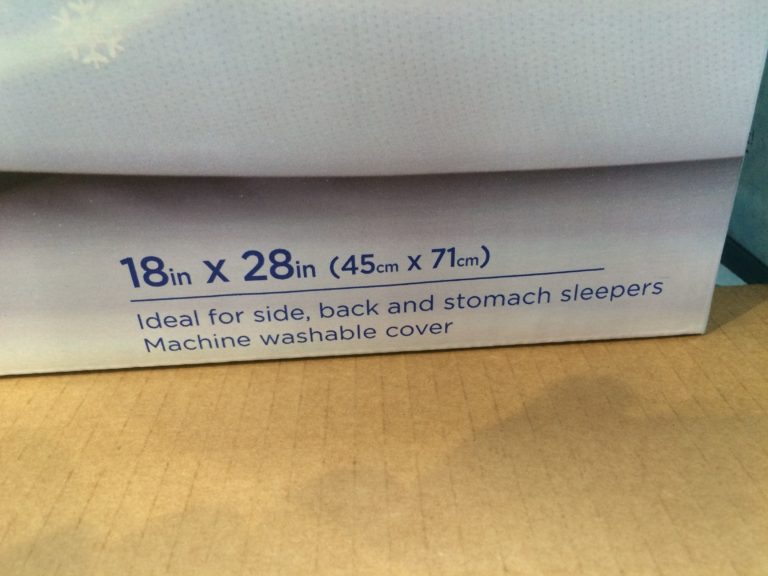 18in x 28in (45cm x 71cm)
Ideal for side, back and stomach sleepers
Machine washable cover